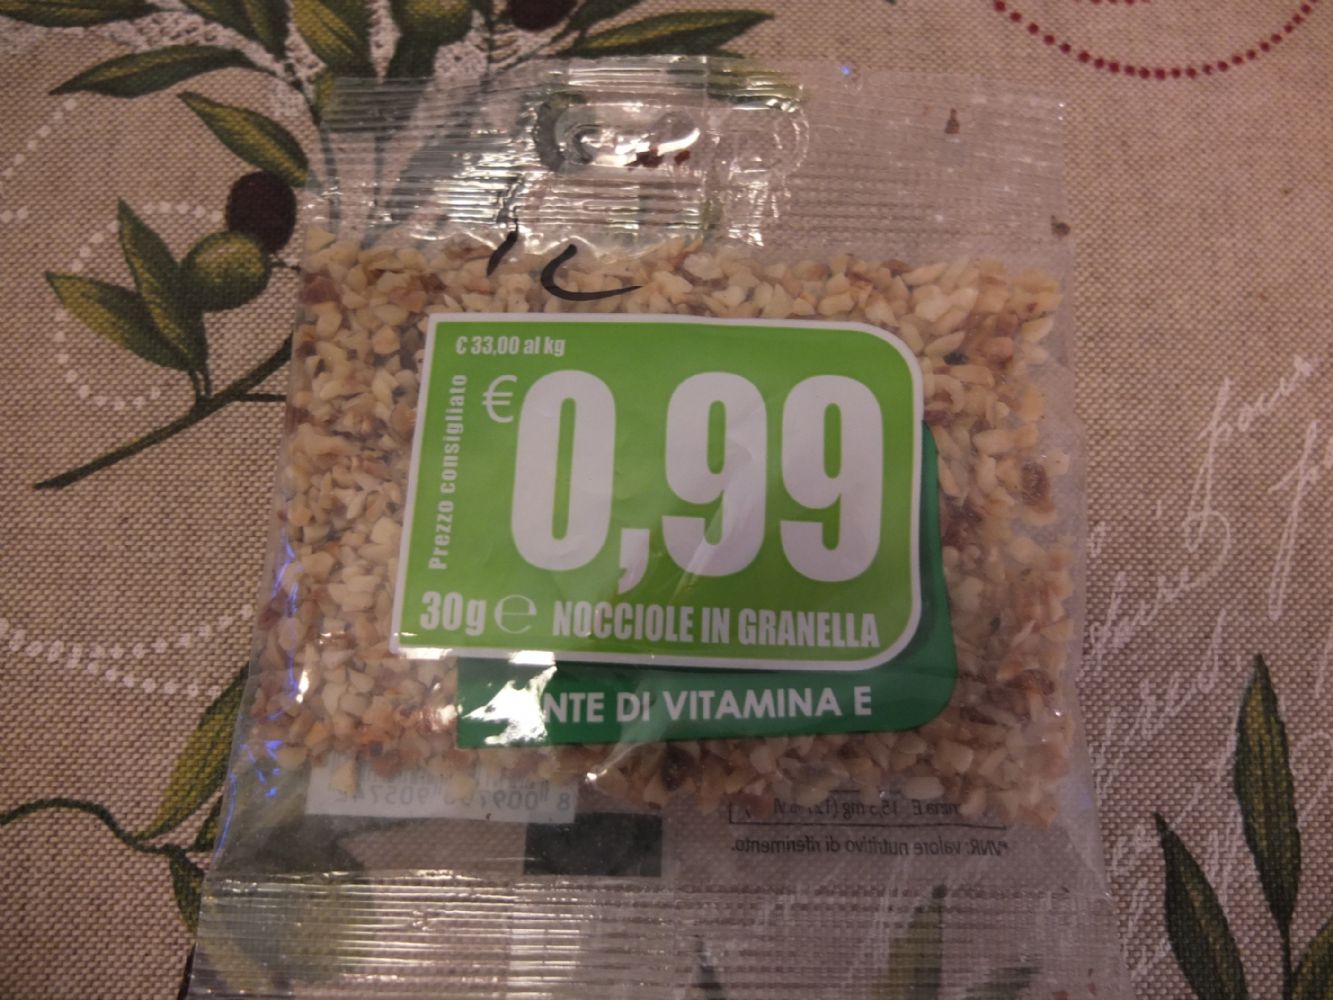 € 33,00 al kg
Prezzo consigliato
€ 0,99
30g ℮ NOCCIOLE IN GRANELLA
NTE DI VITAMINA E
*VNR: valore nutritivo di riferimento.